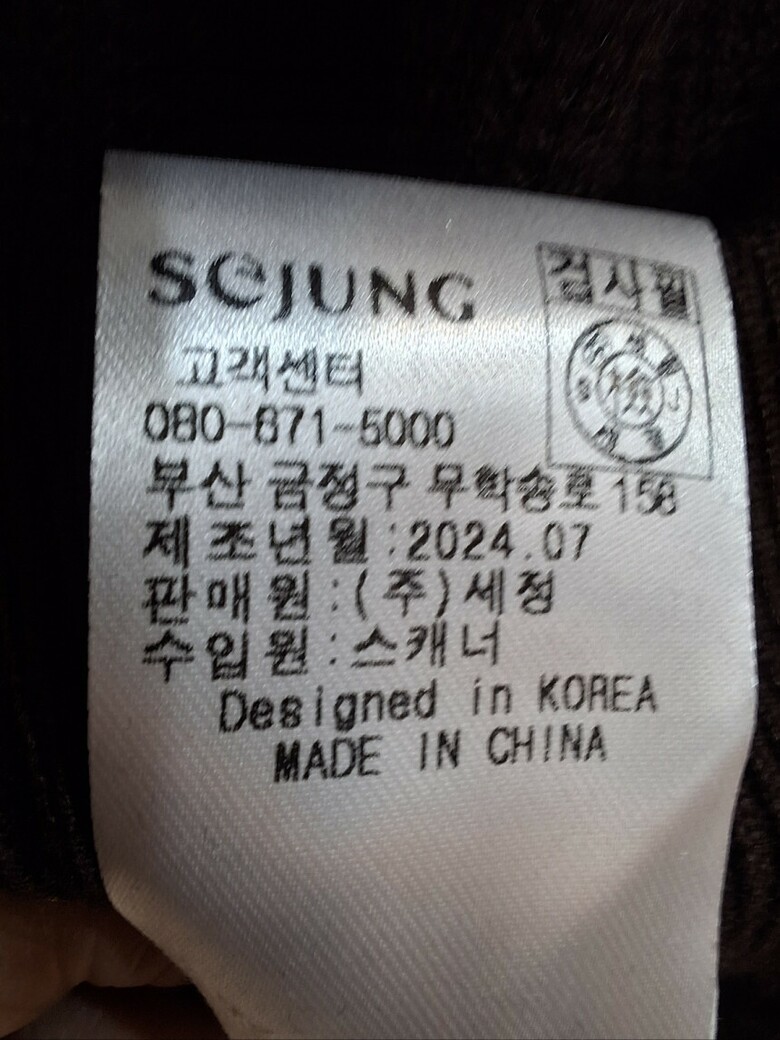 SeJUNG
검사필
고객센터
080-871-5000
부산 금정구 무학송로 158
제조년월:2024.07
판매원:(주)세정
수입원:스캐너
Designed in KOREA
MADE IN CHINA